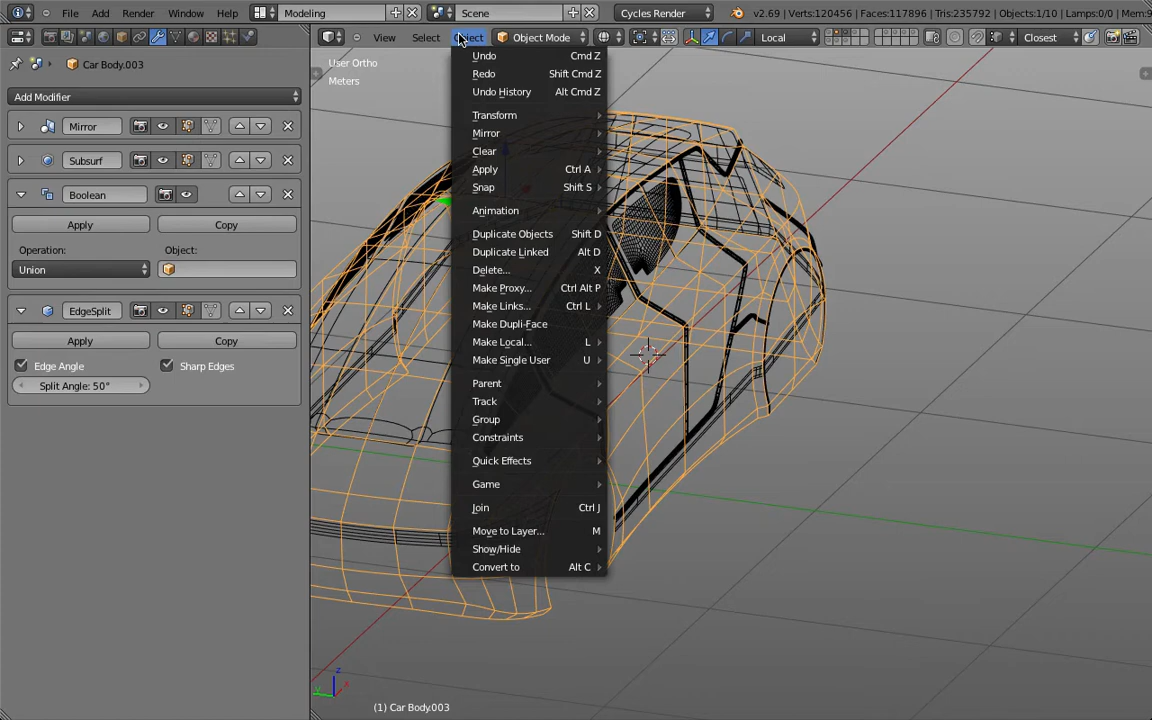 File Add Render Window Help Modeling Scene Cycles Render v2.69 | Verts:120456 | Faces:117896 | Tris:235792 | Objects:1/10 | Lamps:0/0 |
View Select Object Object Mode Local Closest
Car Body.003
Add Modifier
Mirror
Subsurf
Boolean
Apply Copy
Operation: Object:
Union
EdgeSplit
Apply Copy
Edge Angle Sharp Edges
Split Angle: 50°
User Ortho
Meters
Undo Cmd Z
Redo Shift Cmd Z
Undo History Alt Cmd Z
Transform
Mirror
Clear
Apply Ctrl A
Snap Shift S
Animation
Duplicate Objects Shift D
Duplicate Linked Alt D
Delete... X
Make Proxy... Ctrl Alt P
Make Links... Ctrl L
Make Dupli-Face
Make Local... L
Make Single User U
Parent
Track
Group
Constraints
Quick Effects
Game
Join Ctrl J
Move to Layer... M
Show/Hide
Convert to Alt C
z
y x
(1) Car Body.003